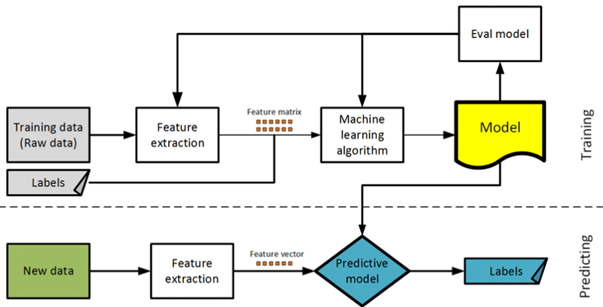 Eval model
Training data
(Raw data)
Feature
extraction
Feature matrix
Machine
learning
algorithm
Model
Training
Labels
New data
Feature
extraction
Feature vector
Predictive
model
Labels
Predicting